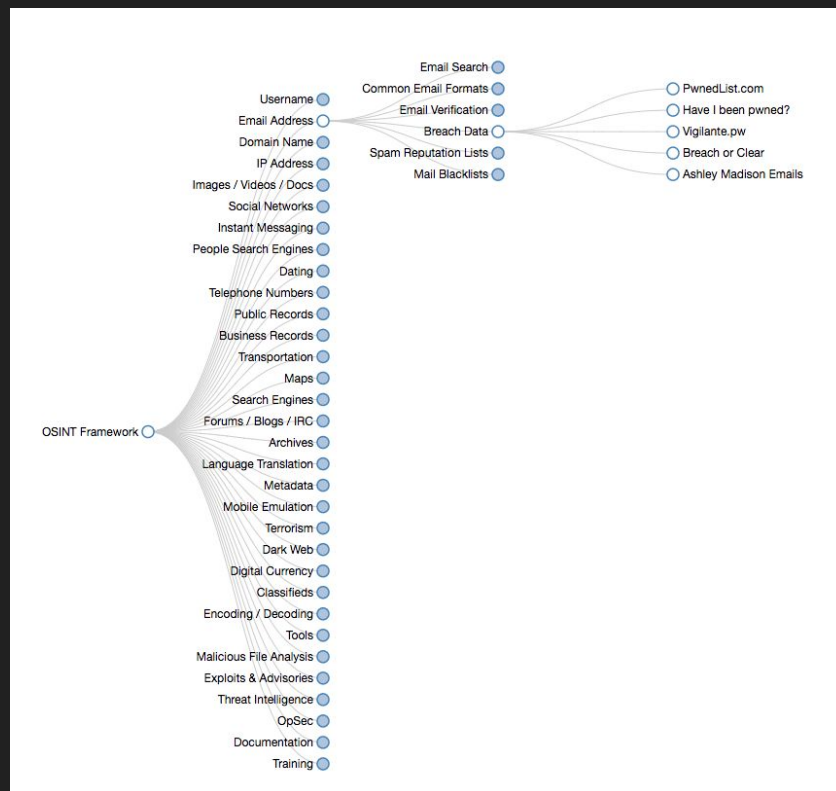 OSINT Framework
Username
Email Address
Domain Name
IP Address
Images / Videos / Docs
Social Networks
Instant Messaging
People Search Engines
Dating
Telephone Numbers
Public Records
Business Records
Transportation
Maps
Search Engines
Forums / Blogs / IRC
Archives
Language Translation
Metadata
Mobile Emulation
Terrorism
Dark Web
Digital Currency
Classifieds
Encoding / Decoding
Tools
Malicious File Analysis
Exploits & Advisories
Threat Intelligence
OpSec
Documentation
Training
Email Search
Common Email Formats
Email Verification
Breach Data
Spam Reputation Lists
Mail Blacklists
PwnedList.com
Have I been pwned?
Vigilante.pw
Breach or Clear
Ashley Madison Emails